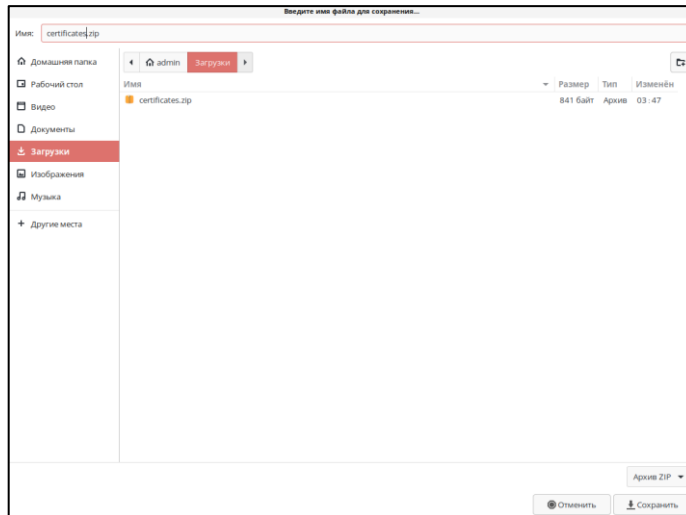 Введите имя файла для сохранения...
Имя: certificates.zip
Домашняя папка
admin Загрузки
Рабочий стол
Имя Размер Тип Изменён
Видео
certificates.zip 841 байт Архив 03:47
Документы
Загрузки
Изображения
Музыка
+ Другие места
Архив ZIP
Отменить Сохранить